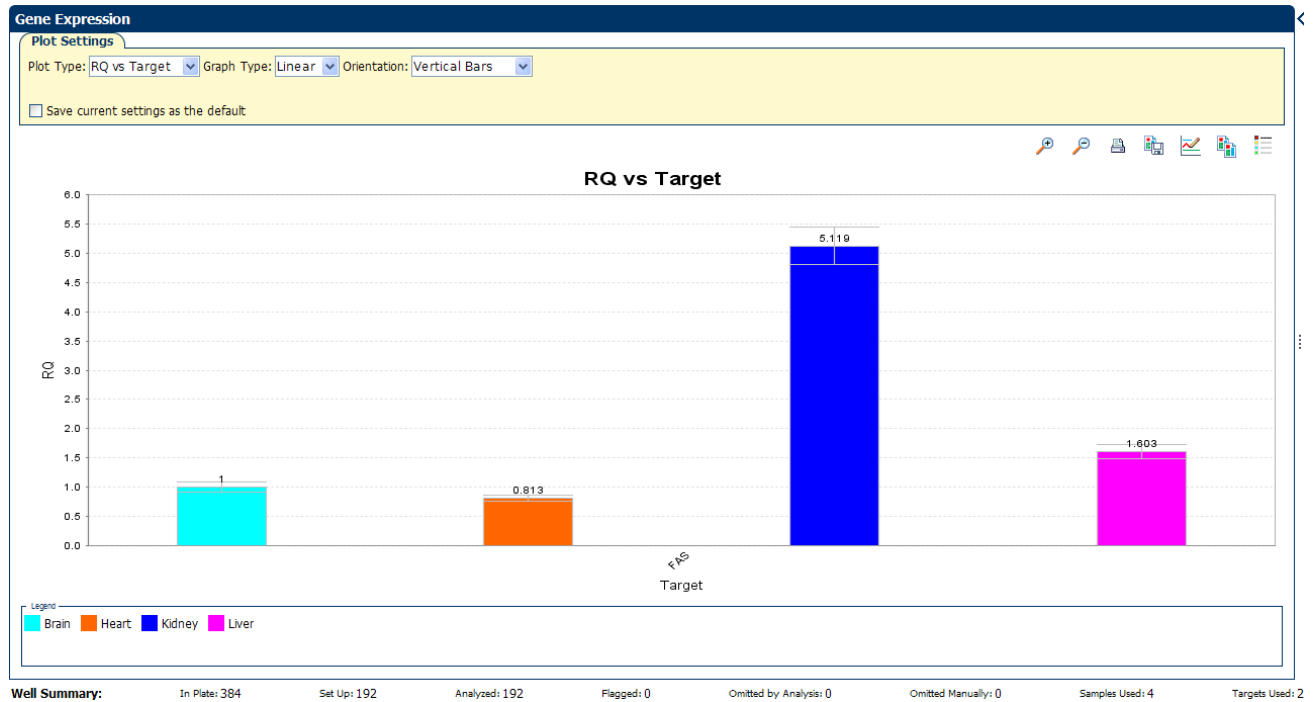 Gene Expression
Plot Settings
Plot Type: RQ vs Target Graph Type: Linear Orientation: Vertical Bars
Save current settings as the default
RQ vs Target
6.0
5.5
5.0
4.5
4.0
3.5
3.0
2.5
2.0
1.5
1.0
0.5
0.0
RQ
1
0.813
5.119
1.603
FAS
Target
Legend
Brain Heart Kidney Liver
Well Summary: In Plate: 384 Set Up: 192 Analyzed: 192 Flagged: 0 Omitted by Analysis: 0 Omitted Manually: 0 Samples Used: 4 Targets Used: 2